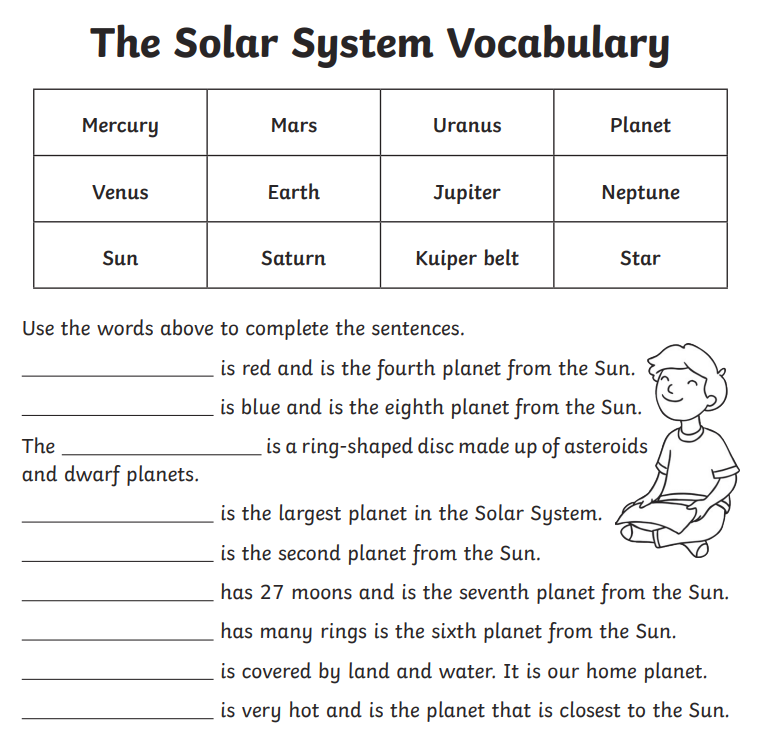 The Solar System Vocabulary
Mercury Mars Uranus Planet
Venus Earth Jupiter Neptune
Sun Saturn Kuiper belt Star
Use the words above to complete the sentences.
__________________ is red and is the fourth planet from the Sun.
__________________ is blue and is the eighth planet from the Sun.
The __________________ is a ring-shaped disc made up of asteroids
and dwarf planets.
__________________ is the largest planet in the Solar System.
__________________ is the second planet from the Sun.
__________________ has 27 moons and is the seventh planet from the Sun.
__________________ has many rings is the sixth planet from the Sun.
__________________ is covered by land and water. It is our home planet.
__________________ is very hot and is the planet that is closest to the Sun.